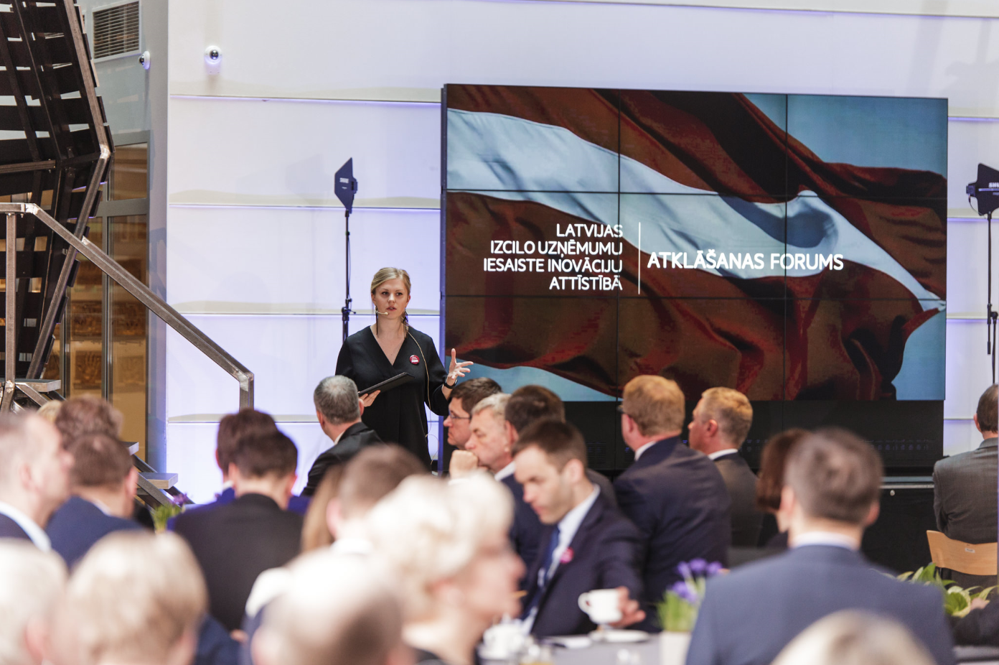 LATVIJAS
IZCILO UZŅĒMUMU
IESAISTE INOVĀCIJU
ATTĪSTĪBĀ
ATKLĀŠANAS FORUMS